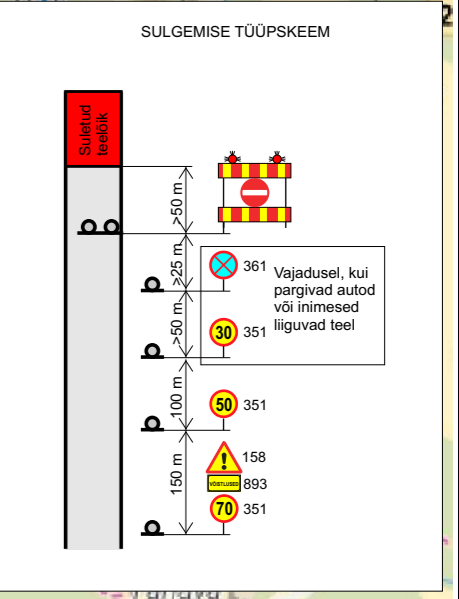 SULGEMISE TÜÜPSKEEM
Suletud
teelõik
>50 m
>25 m
361
Vajadusel, kui
pargivad autod
või inimesed
liiguvad teel
>50 m
30
351
100 m
50
351
150 m
!
158
VÕISTLUSED
893
70
351
2